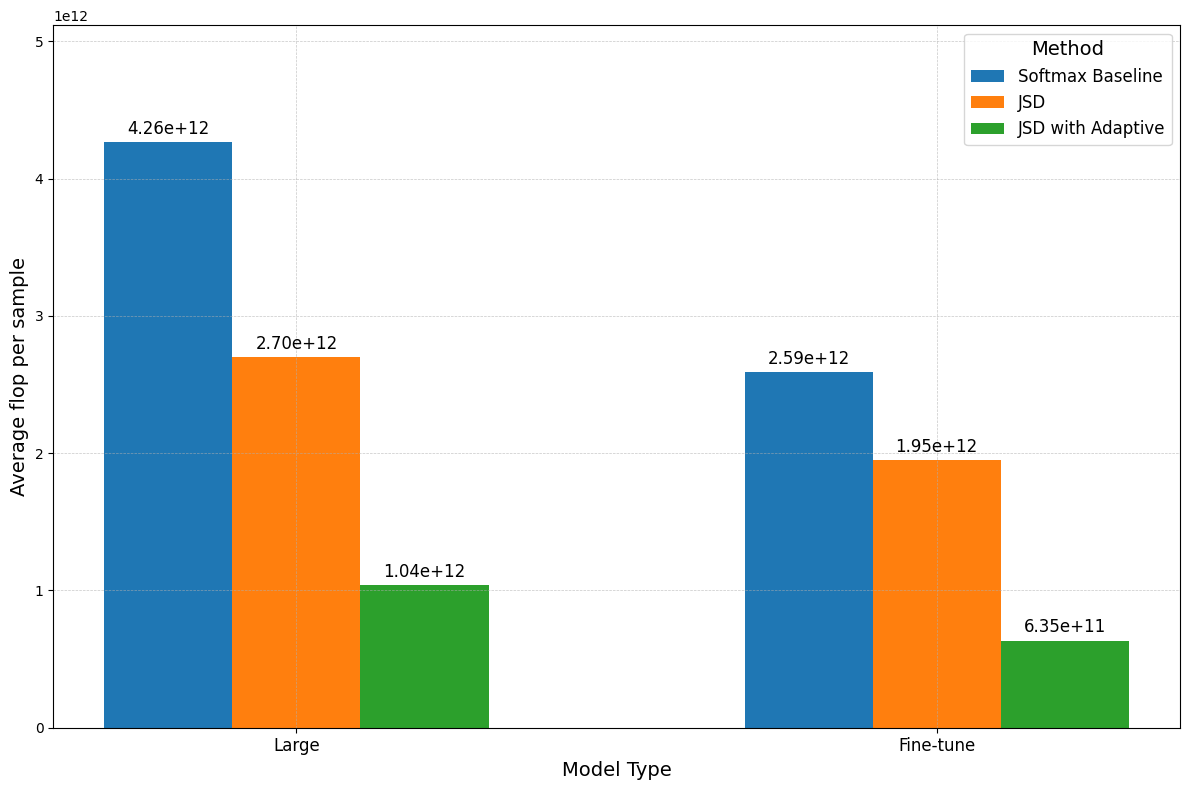 1e12
5
4
3
2
1
0
Average flop per sample
4.26e+12
2.70e+12
1.04e+12
2.59e+12
1.95e+12
6.35e+11
Method
Softmax Baseline
JSD
JSD with Adaptive
Large
Fine-tune
Model Type